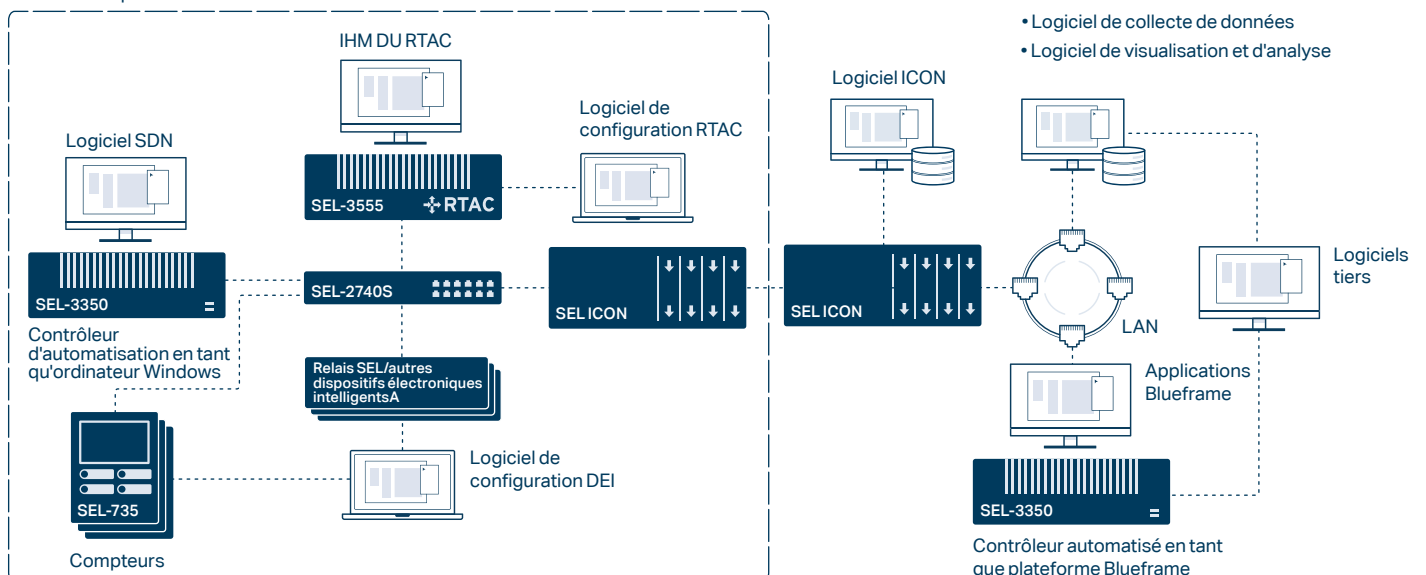 • Logiciel de collecte de données
• Logiciel de visualisation et d'analyse
IHM DU RTAC
Logiciel ICON
Logiciel de
configuration RTAC
Logiciel SDN
SEL-3555
RTAC
SEL-3350
SEL-2740S
SEL ICON
SEL ICON
Logiciels
tiers
LAN
Contrôleur
d'automatisation en tant
qu'ordinateur Windows
Relais SEL/autres
dispositifs électroniques
intelligentsA
Applications
Blueframe
Logiciel de
configuration DEI
SEL-735
SEL-3350
Compteurs
Contrôleur automatisé en tant
que plateforme Blueframe